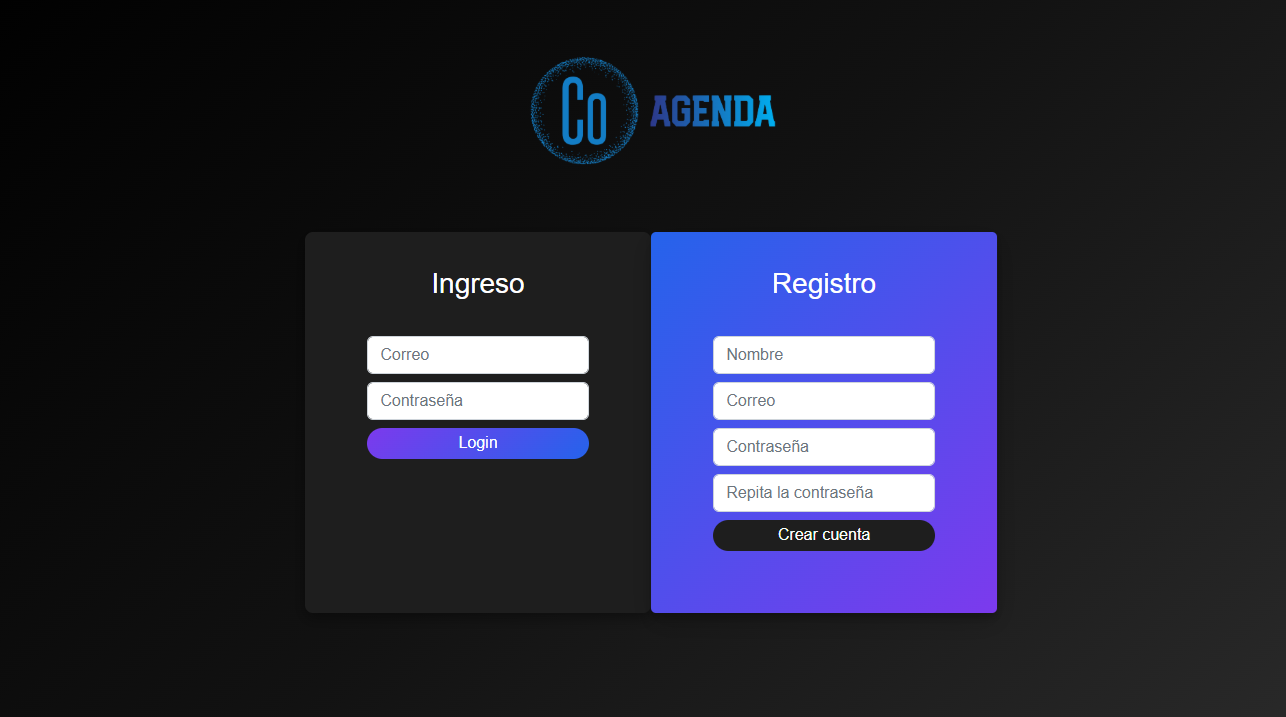 Co AGENDA
Ingreso
Correo
Contraseña
Login
Registro
Nombre
Correo
Contraseña
Repita la contraseña
Crear cuenta